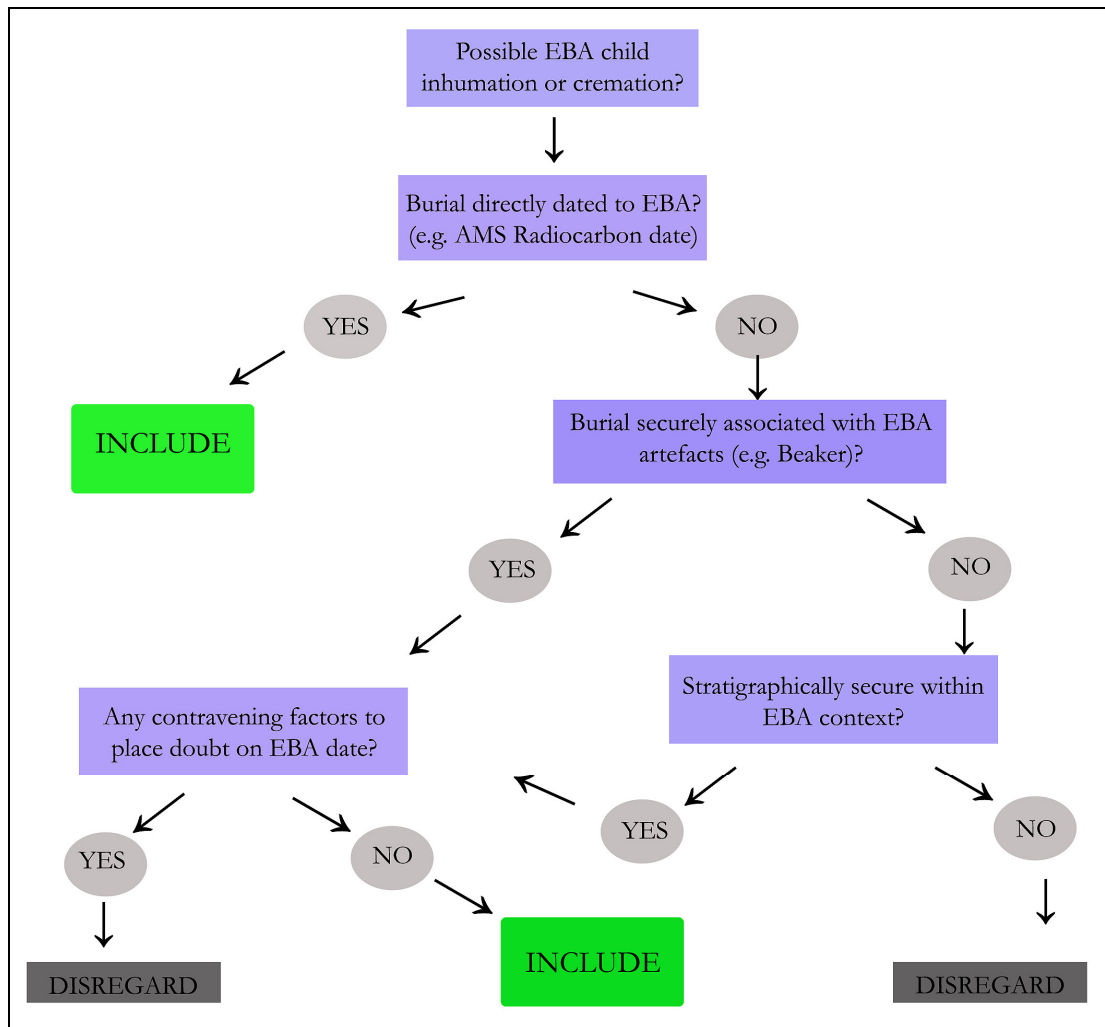 Possible EBA child
inhumation or cremation?
Burial directly dated to EBA?
(e.g. AMS Radiocarbon date)
YES
NO
INCLUDE
Burial securely associated with EBA
artefacts (e.g. Beaker)?
YES
NO
Stratigraphically secure within
EBA context?
Any contravening factors to
place doubt on EBA date?
YES
NO
YES
NO
INCLUDE
DISREGARD
DISREGARD